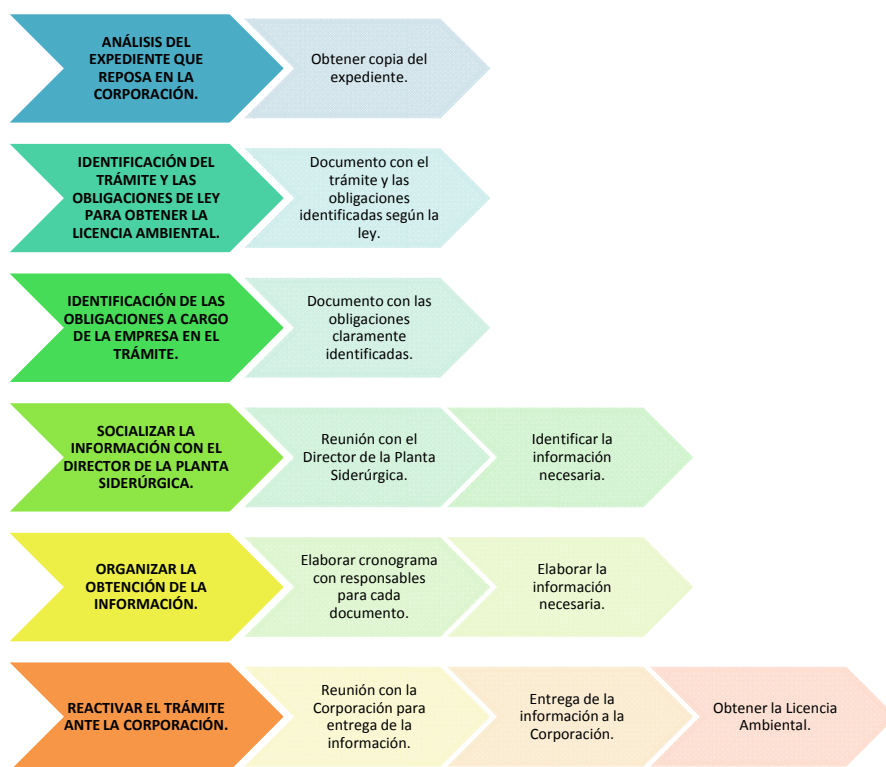 ANÁLISIS DEL
EXPEDIENTE QUE
REPOSA EN LA
CORPORACIÓN.
Obtener copia del
expediente.
IDENTIFICACIÓN DEL
TRÁMITE Y LAS
OBLIGACIONES DE LEY
PARA OBTENER LA
LICENCIA AMBIENTAL.
Documento con el
trámite y las
obligaciones
identificadas según la
ley.
IDENTIFICACIÓN DE LAS
OBLIGACIONES A CARGO
DE LA EMPRESA EN EL
TRÁMITE.
Documento con las
obligaciones
claramente
identificadas.
SOCIALIZAR LA
INFORMACIÓN CON EL
DIRECTOR DE LA PLANTA
SIDERÚRGICA.
Reunión con el
Director de la Planta
Siderúrgica.
Identificar la
información
necesaria.
ORGANIZAR LA
OBTENCIÓN DE LA
INFORMACIÓN.
Elaborar cronograma
con responsables
para cada
documento.
Elaborar la
información
necesaria.
REACTIVAR EL TRÁMITE
ANTE LA CORPORACIÓN.
Reunión con la
Corporación para
entrega de la
información.
Entrega de la
información a la
Corporación.
Obtener la Licencia
Ambiental.